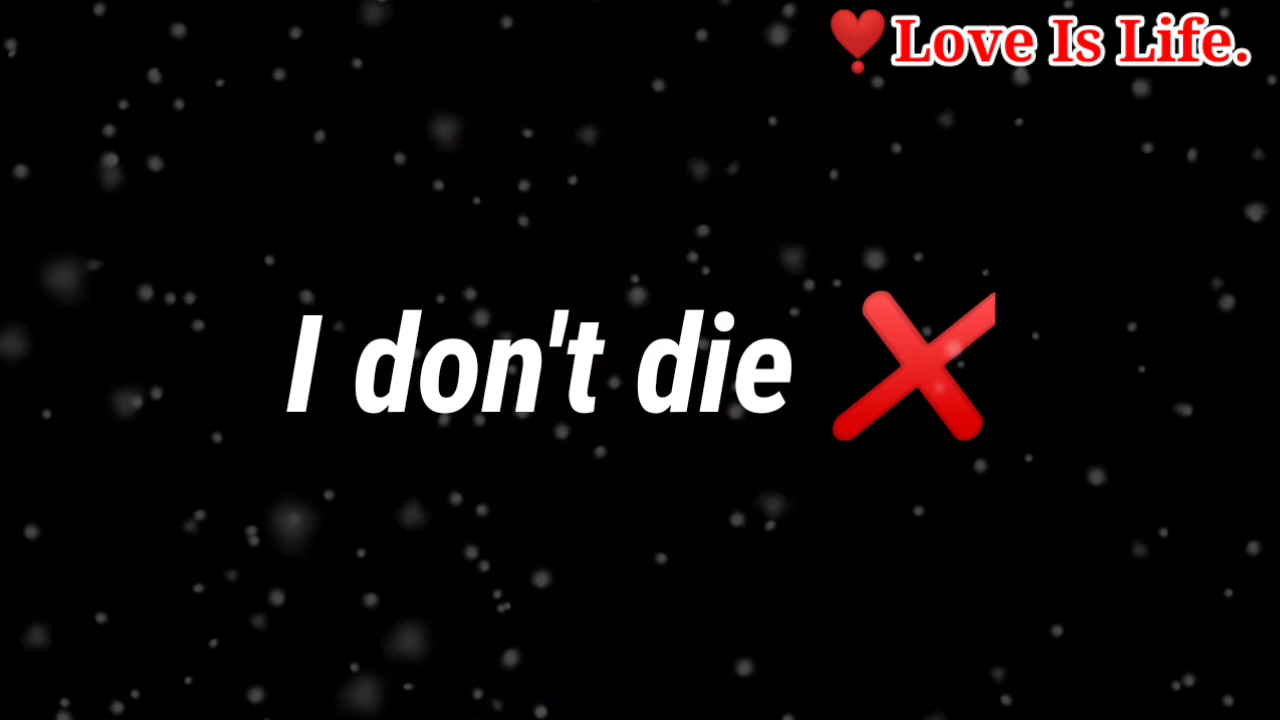 ❣️Love Is Life.
I don't die ❌